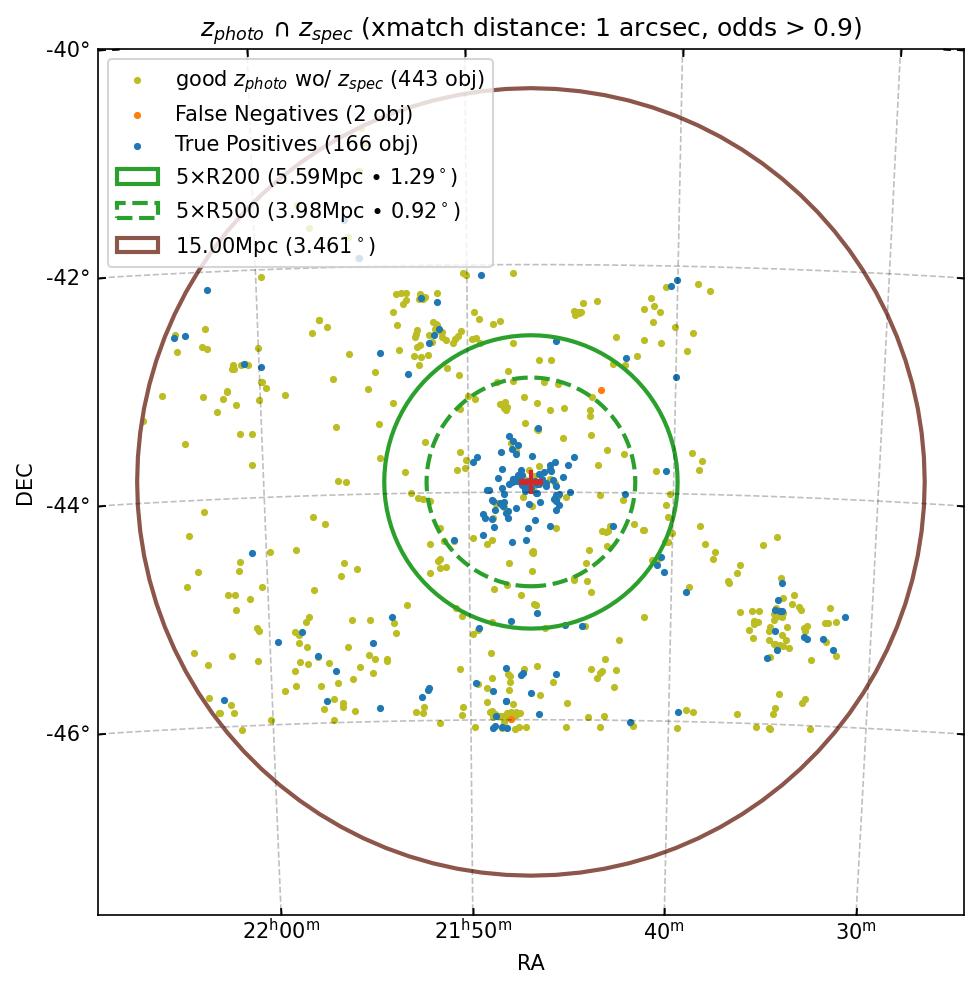 z_photo ∩ z_spec (xmatch distance: 1 arcsec, odds > 0.9)
good z_photo wo/ z_spec (443 obj)
False Negatives (2 obj)
True Positives (166 obj)
5×R200 (5.59Mpc • 1.29°)
5×R500 (3.98Mpc • 0.92°)
15.00Mpc (3.461°)
-40°
-42°
-44°
-46°
DEC
22h00m
21h50m
40m
30m
RA